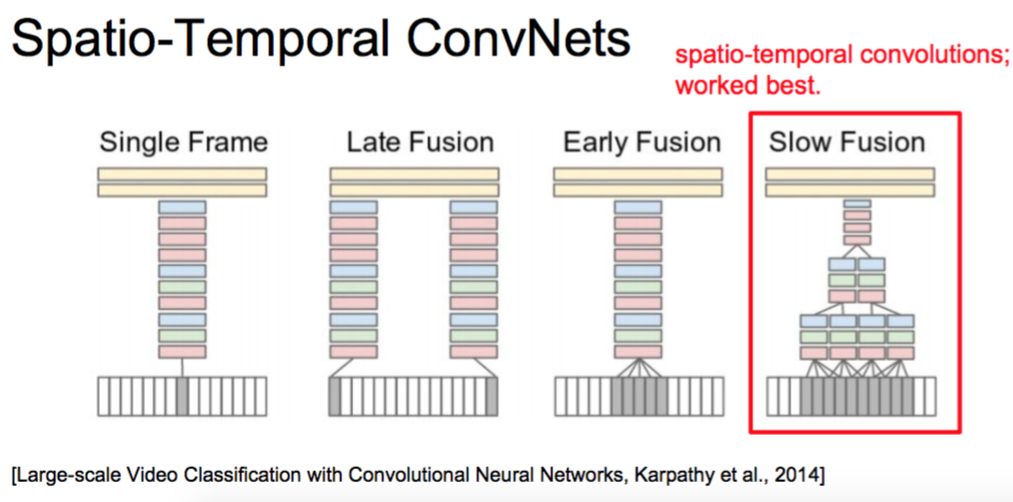 Spatio-Temporal ConvNets
spatio-temporal convolutions;
worked best.
Single Frame
Late Fusion
Early Fusion
Slow Fusion
[Large-scale Video Classification with Convolutional Neural Networks, Karpathy et al., 2014]